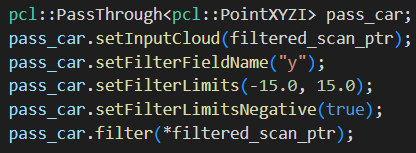 pcl::PassThrough<pcl::PointXYZI> pass_car;
pass_car.setInputCloud(filtered_scan_ptr);
pass_car.setFilterFieldName("y");
pass_car.setFilterLimits(-15.0, 15.0);
pass_car.setFilterLimitsNegative(true);
pass_car.filter(*filtered_scan_ptr);